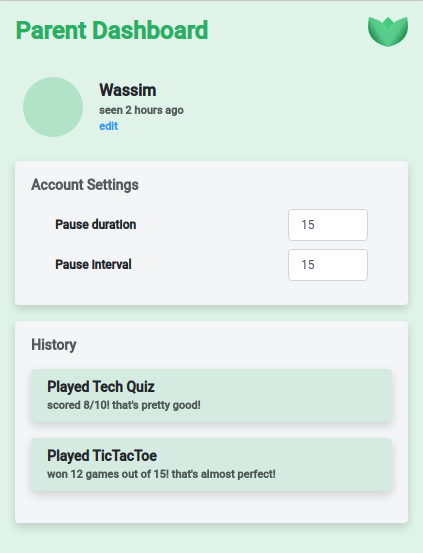 Parent Dashboard
Wassim
seen 2 hours ago
edit
Account Settings
Pause duration
15
Pause Interval
15
History
Played Tech Quiz
scored 8/10! that's pretty good!
Played TicTacToe
won 12 games out of 15! that's almost perfect!